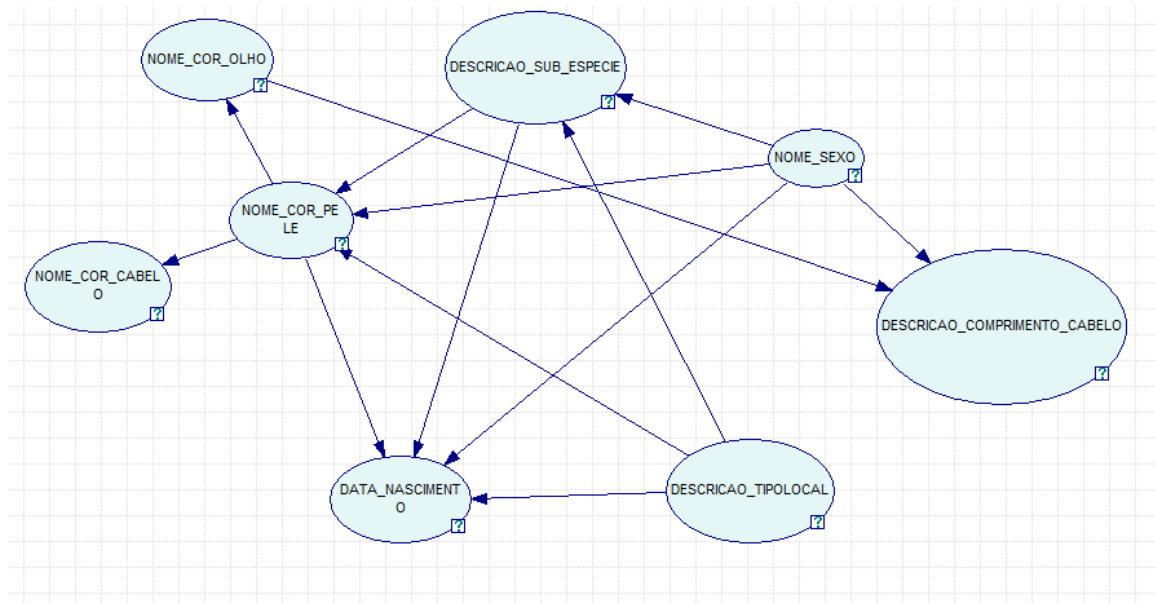 NOME_COR_OLHO
?
DESCRICAO_SUB_ESPECIE
?
NOME_SEXO
?
NOME_COR_PE
LE
?
NOME_COR_CABEL
O
?
DESCRICAO_COMPRIMENTO_CABELO
?
DATA_NASCIMENT
O
?
DESCRICAO_TIPOLOCAL
?